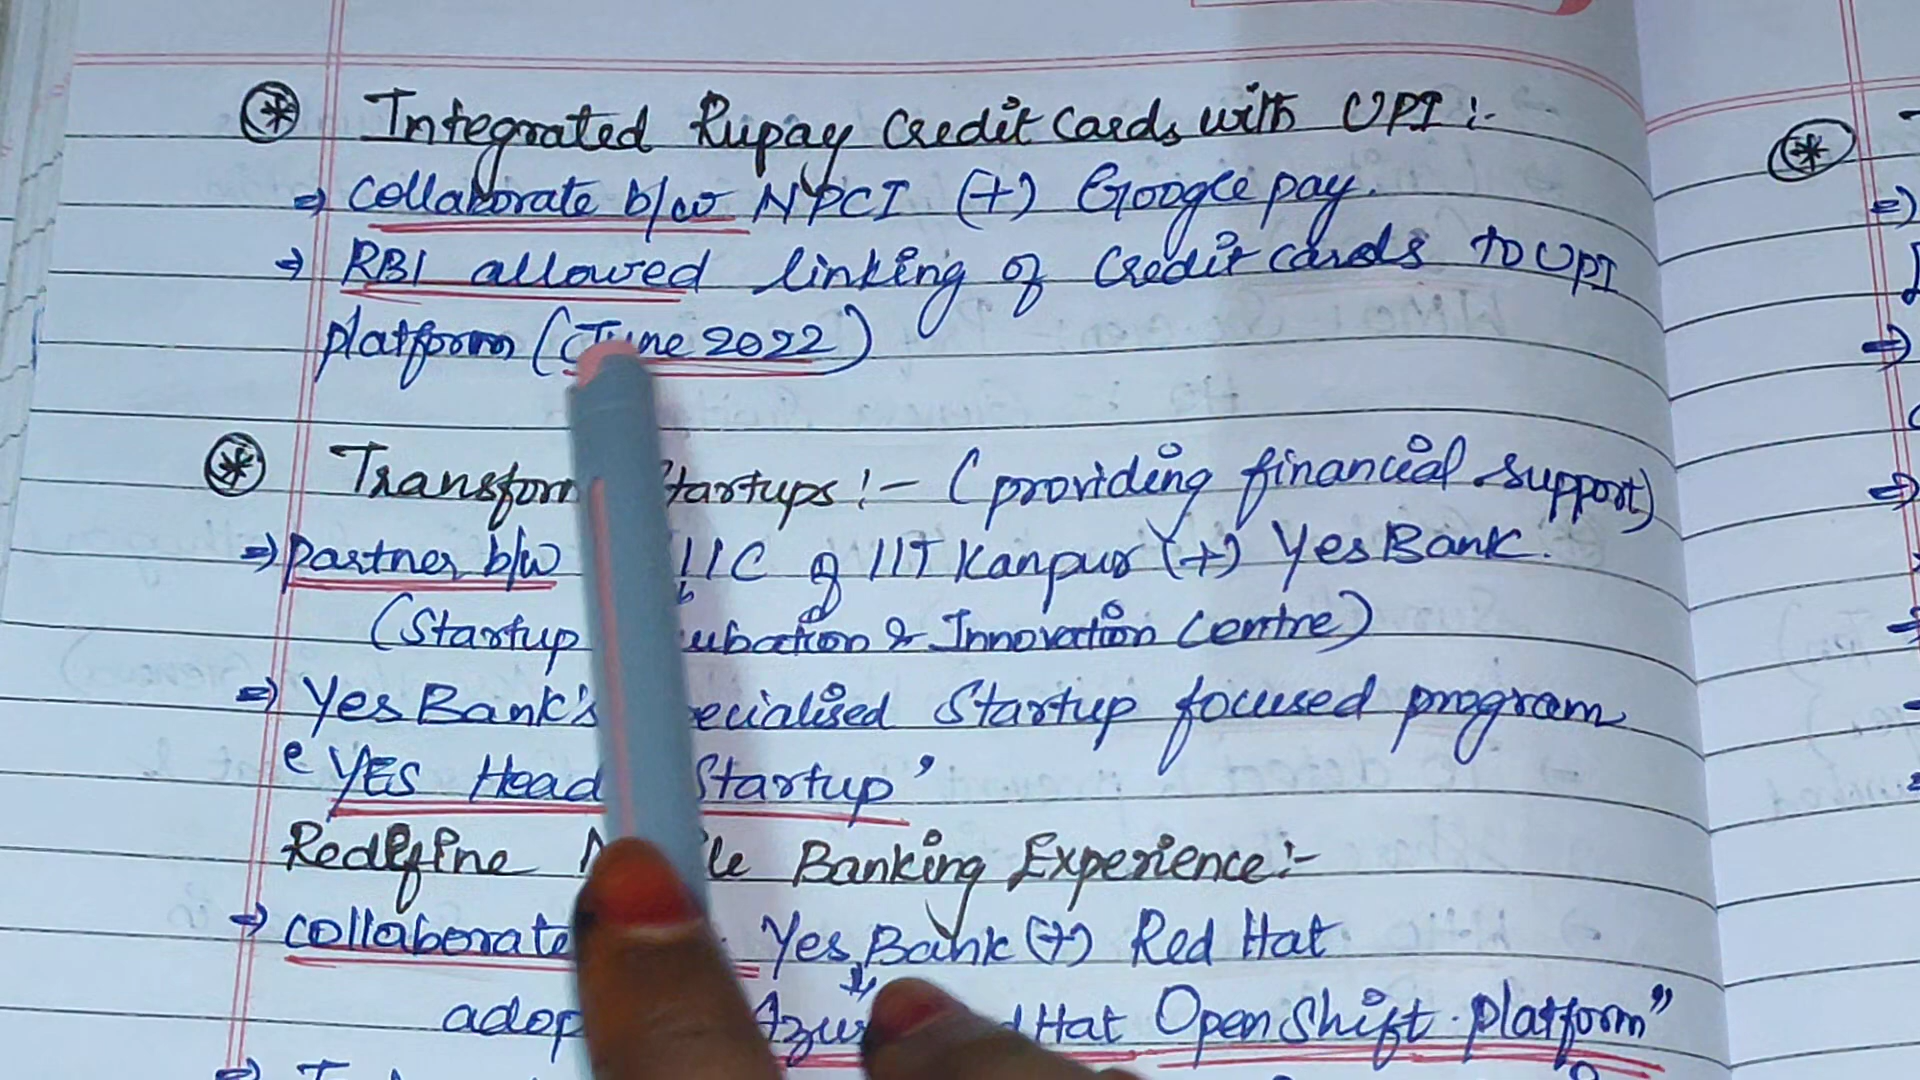 Integrated Rupay Credit Cards with UPI :-
⇒ Collaborate b/w NPCI (+) Google pay.
⇒ RBI allowed linking of Credit cards to UPI
platform (June 2022)
Startups :- (providing financial support)
⇒ partner b/w IIC of IIT Kanpur (+) Yes Bank.
(Startup & Innovation Centre)
⇒ Yes Bank's Startup focused program
'YES Head Startup'
Redefine Banking Experience :-
⇒ Collaborate Yes Bank (+) Red Hat
Hat OpenShift platform"